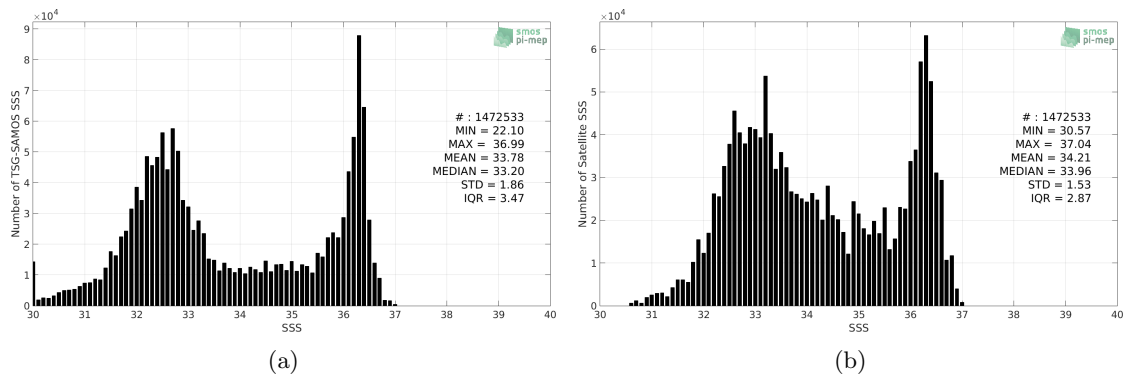 ×10⁴
9
8
7
6
5
4
3
2
1
0
Number of TSG-SAMOS SSS
30 31 32 33 34 35 36 37 38 39 40
SSS
smos
pi-mep
# : 1472533
MIN = 22.10
MAX = 36.99
MEAN = 33.78
MEDIAN = 33.20
STD = 1.86
IQR = 3.47
(a)
×10⁴
6
5
4
3
2
1
0
Number of Satellite SSS
30 31 32 33 34 35 36 37 38 39 40
SSS
smos
pi-mep
# : 1472533
MIN = 30.57
MAX = 37.04
MEAN = 34.21
MEDIAN = 33.96
STD = 1.53
IQR = 2.87
(b)